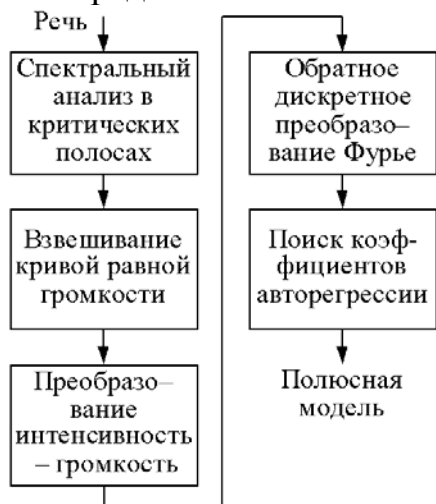 Речь
Спектральный
анализ в
критических
полосах
Взвешивание
кривой равной
громкости
Преобразо–
вание
интенсивность
– громкость
Обратное
дискретное
преобразо–
вание Фурье
Поиск коэф-
фициентов
авторегрессии
Полюсная
модель